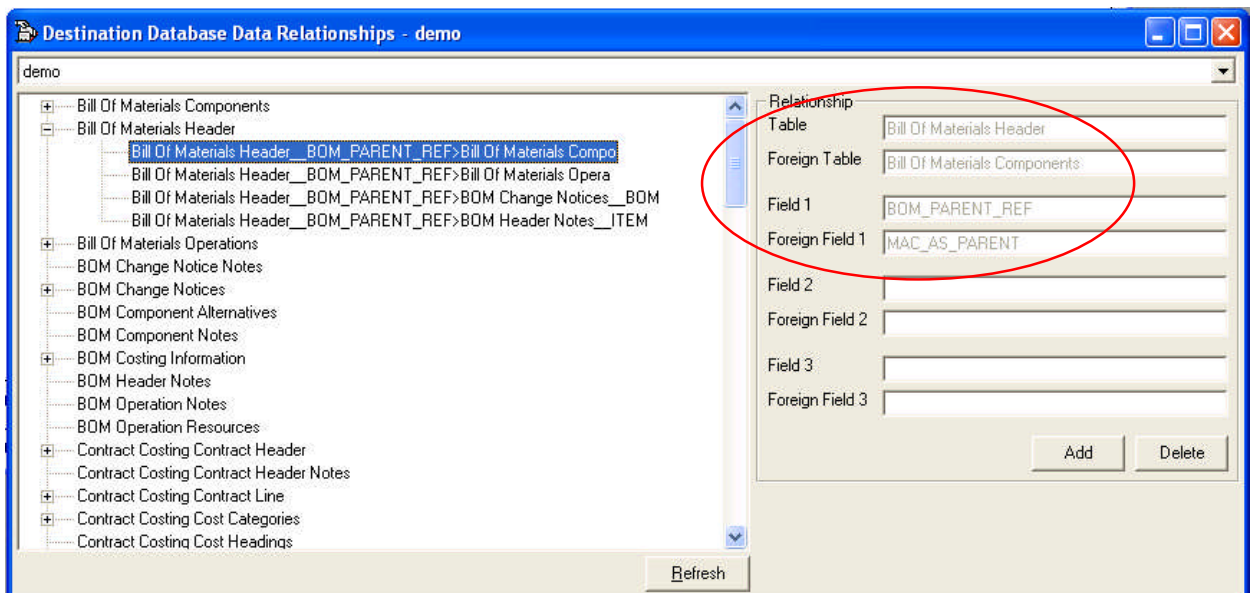 Destination Database Data Relationships - demo
demo
Bill Of Materials Components
Bill Of Materials Header
Bill Of Materials Header__BOM_PARENT_REF>Bill Of Materials Compo
Bill Of Materials Header__BOM_PARENT_REF>Bill Of Materials Opera
Bill Of Materials Header__BOM_PARENT_REF>BOM Change Notices__BOM
Bill Of Materials Header__BOM_PARENT_REF>BOM Header Notes__ITEM
Bill Of Materials Operations
BOM Change Notice Notes
BOM Change Notices
BOM Component Alternatives
BOM Component Notes
BOM Costing Information
BOM Header Notes
BOM Operation Notes
BOM Operation Resources
Contract Costing Contract Header
Contract Costing Contract Header Notes
Contract Costing Contract Line
Contract Costing Cost Categories
Contract Costing Cost Headings
Refresh
Relationship
Table Bill Of Materials Header
Foreign Table Bill Of Materials Components
Field 1 BOM_PARENT_REF
Foreign Field 1 MAC_AS_PARENT
Field 2
Foreign Field 2
Field 3
Foreign Field 3
Add Delete